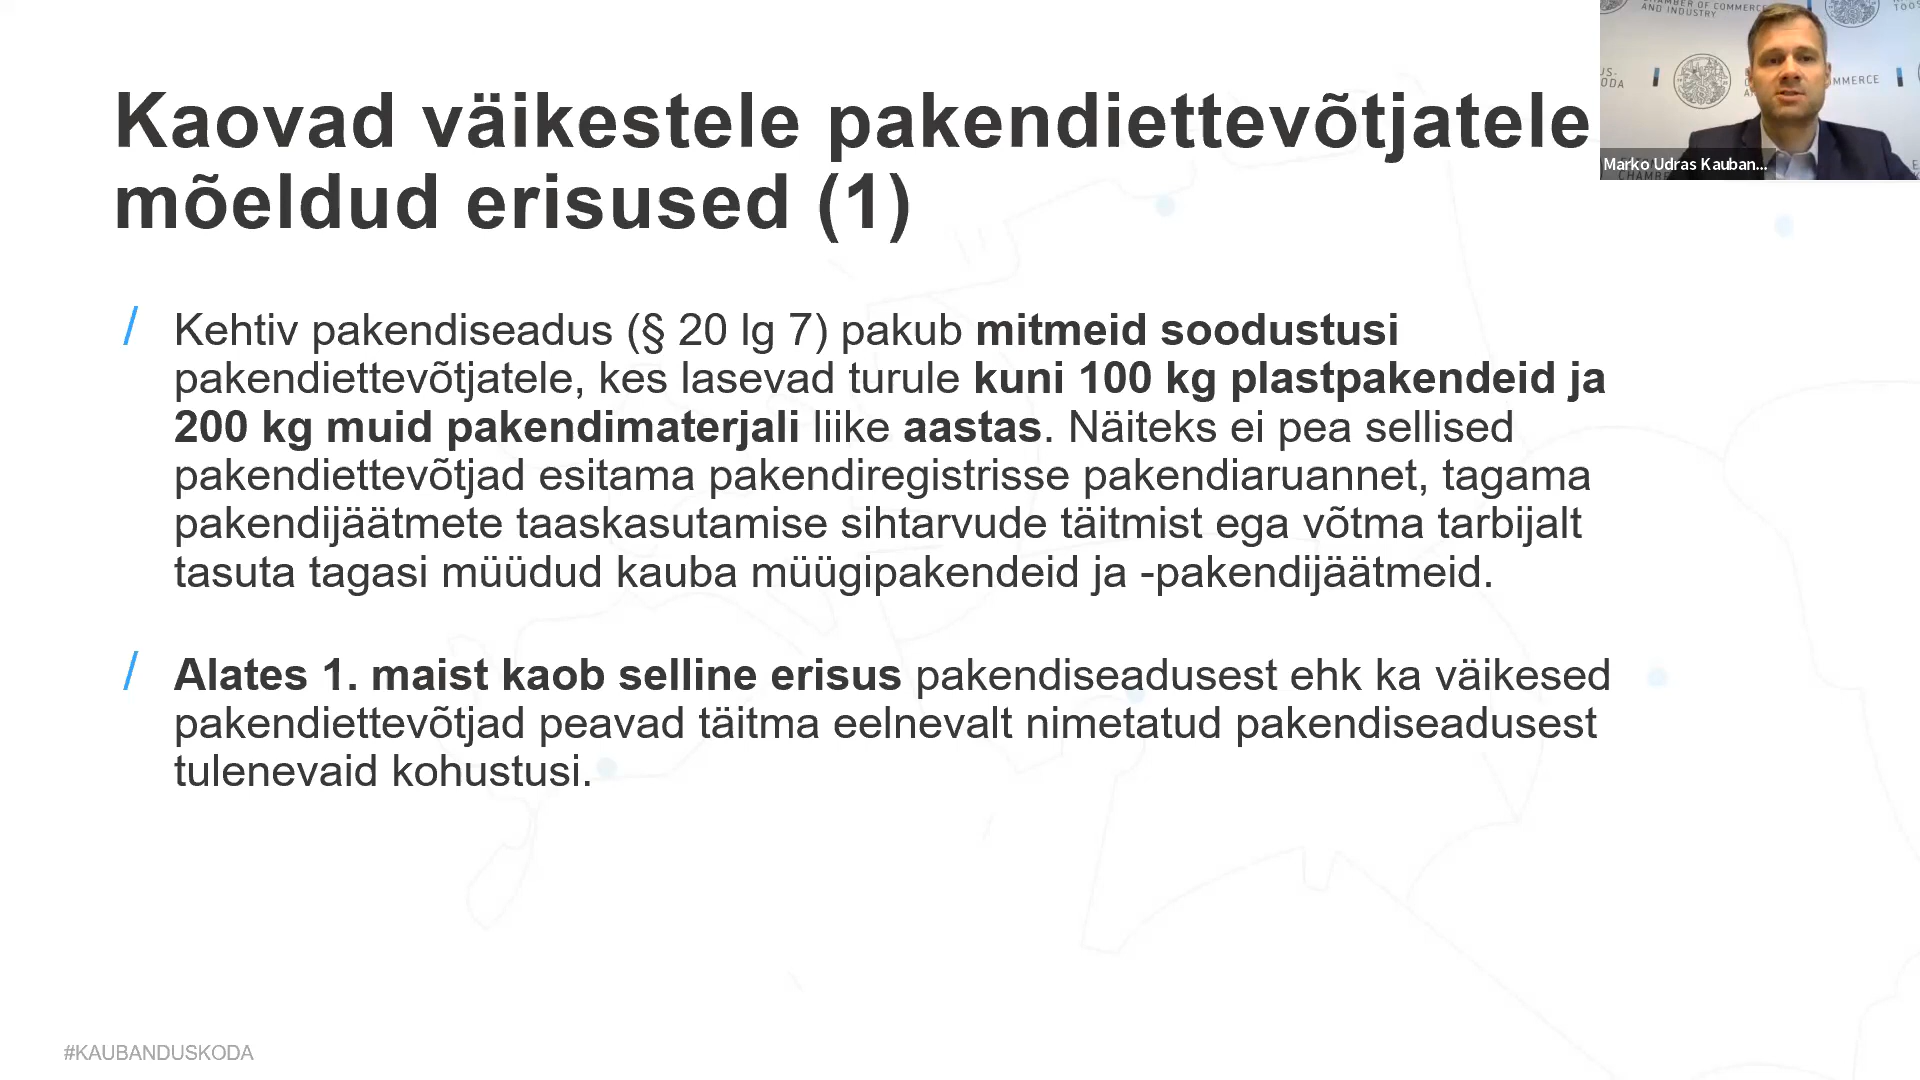 Kaovad väikestele pakendiettevõtjatele
mõeldud erisused (1)
/ Kehtiv pakendiseadus (§ 20 lg 7) pakub mitmeid soodustusi
pakendiettevõtjatele, kes lasevad turule kuni 100 kg plastpakendeid ja
200 kg muid pakendimaterjali liike aastas. Näiteks ei pea sellised
pakendiettevõtjad esitama pakendiregistrisse pakendiaruannet, tagama
pakendijäätmete taaskasutamise sihtarvude täitmist ega võtma tarbijalt
tasuta tagasi müüdud kauba müügipakendeid ja -pakendijäätmeid.
/ Alates 1. maist kaob selline erisus pakendiseadusest ehk ka väikesed
pakendiettevõtjad peavad täitma eelnevalt nimetatud pakendiseadusest
tulenevaid kohustusi.
#KAUBANDUSKODA
CHAMBER OF COMMERCE
AND INDUSTRY
Marko Udras Kauban...